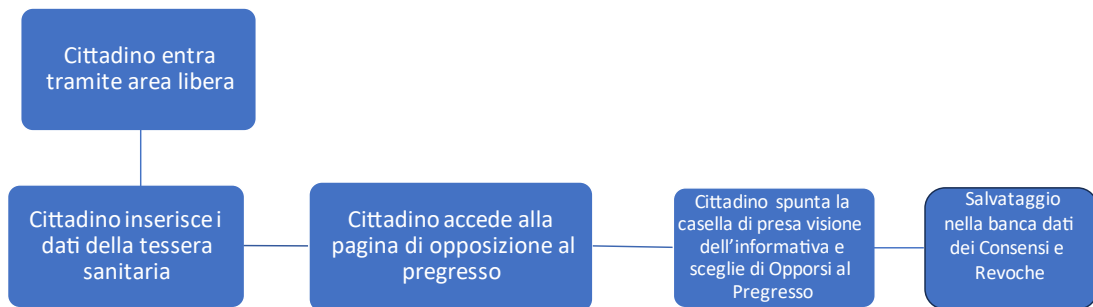 Cittadino entra
tramite area libera
Cittadino inserisce i
dati della tessera
sanitaria
Cittadino accede alla
pagina di opposizione al
pregresso
Cittadino spunta la
casella di presa visione
dell’informativa e
sceglie di Opporsi al
Pregresso
Salvataggio
nella banca dati
dei Consensi e
Revoche